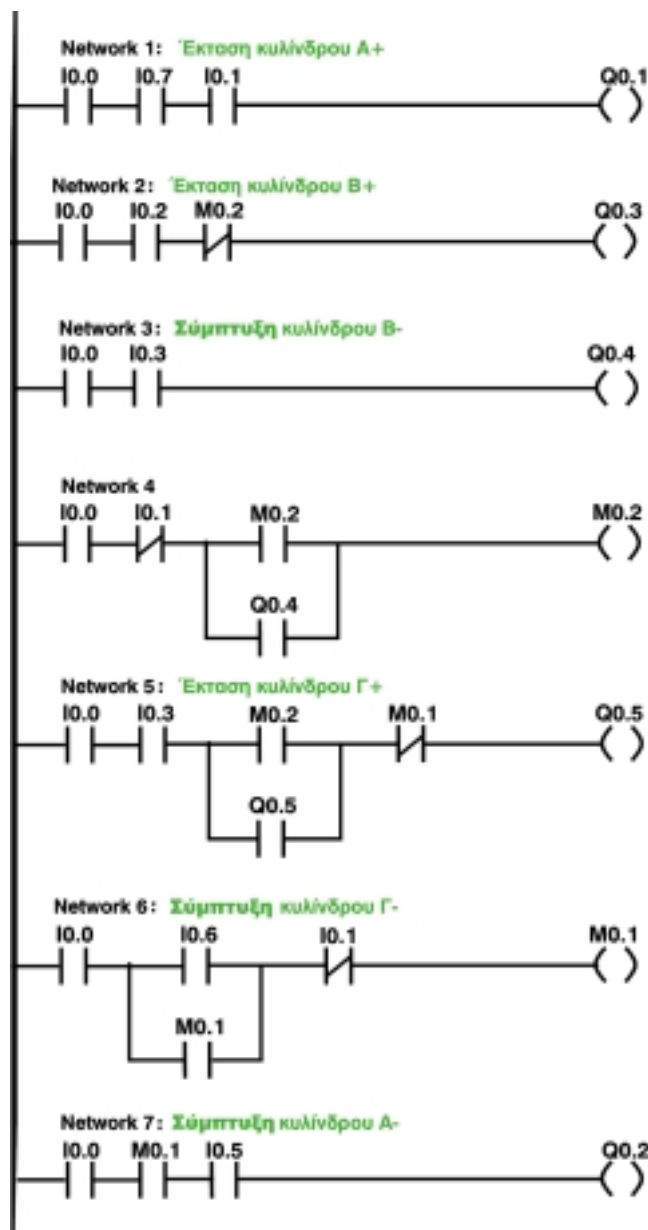 Network 1: Έκταση κυλίνδρου Α+
I0.0 I0.7 I0.1 Q0.1
Network 2: Έκταση κυλίνδρου Β+
I0.0 I0.2 M0.2 Q0.3
Network 3: Σύμπτυξη κυλίνδρου Β-
I0.0 I0.3 Q0.4
Network 4
I0.0 I0.1 M0.2 M0.2
Q0.4
Network 5: Έκταση κυλίνδρου Γ+
I0.0 I0.3 M0.2 M0.1 Q0.5
Q0.5
Network 6: Σύμπτυξη κυλίνδρου Γ-
I0.0 I0.6 I0.1 M0.1
M0.1
Network 7: Σύμπτυξη κυλίνδρου Α-
I0.0 M0.1 I0.5 Q0.2